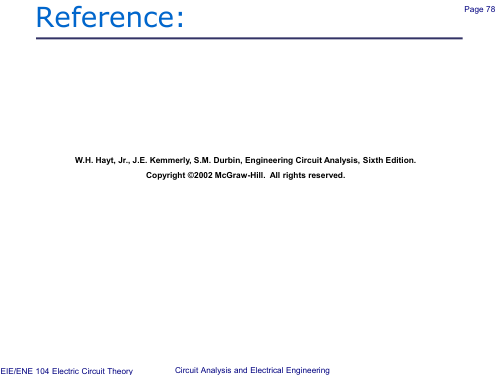 Reference:
Page 78
W.H. Hayt, Jr., J.E. Kemmerly, S.M. Durbin, Engineering Circuit Analysis, Sixth Edition.
Copyright ©2002 McGraw-Hill.  All rights reserved.
EIE/ENE 104 Electric Circuit Theory
Circuit Analysis and Electrical Engineering